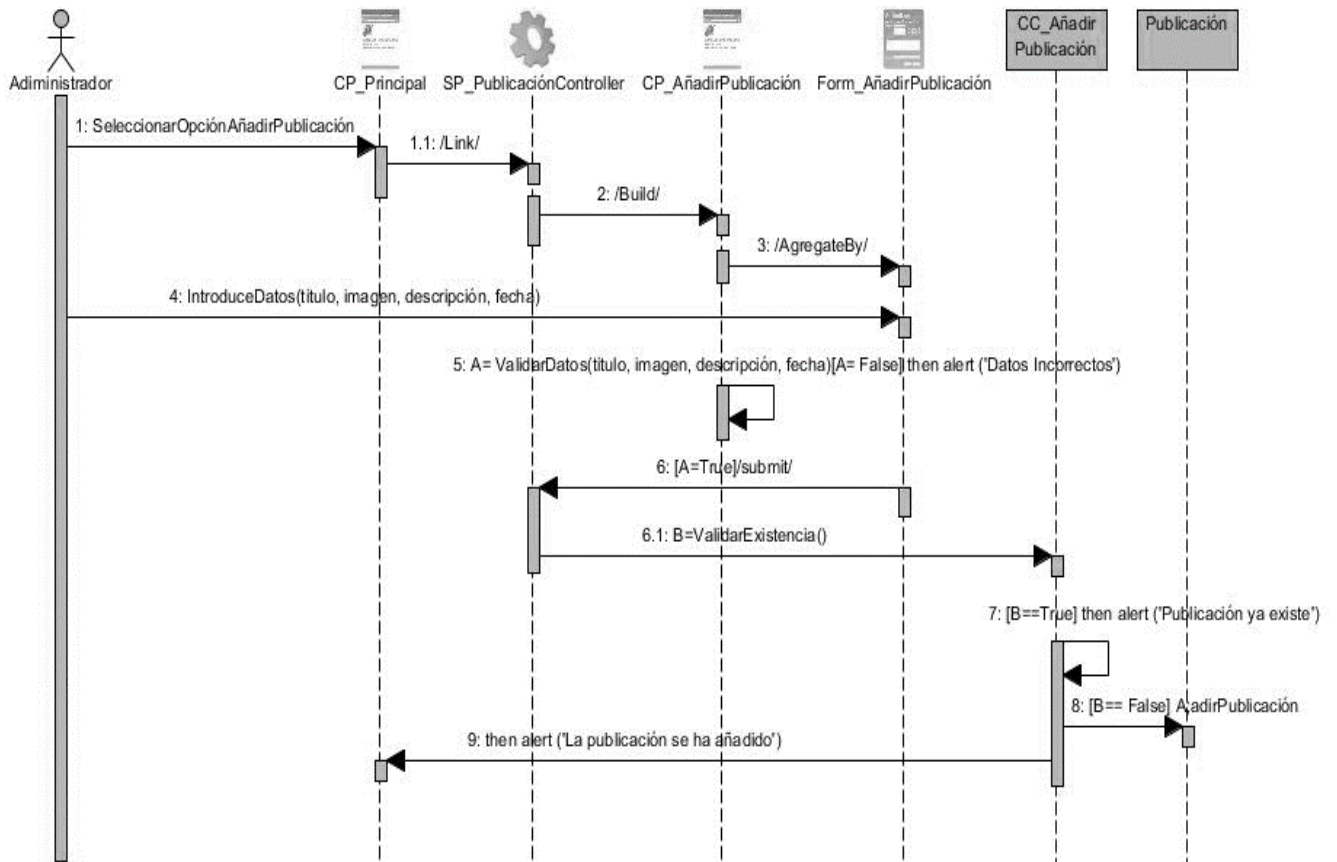 CC_Añadir
Publicación
Publicación
Adiministrador
CP_Principal
SP_PublicaciónController
CP_AñadirPublicación
Form_AñadirPublicación
1: SeleccionarOpciónAñadirPublicación
1.1: /Link/
2: /Build/
3: /AgregateBy/
4: IntroduceDatos(titulo, imagen, descripción, fecha)
5: A= ValidarDatos(titulo, imagen, descripción, fecha)[A= False] then alert ("Datos Incorrectos")
6: [A=True]/submit/
6.1: B=ValidarExistencia()
7: [B==True] then alert ("Publicación ya existe")
8: [B== False] AñadirPublicación
9: then alert ("La publicación se ha añadido")